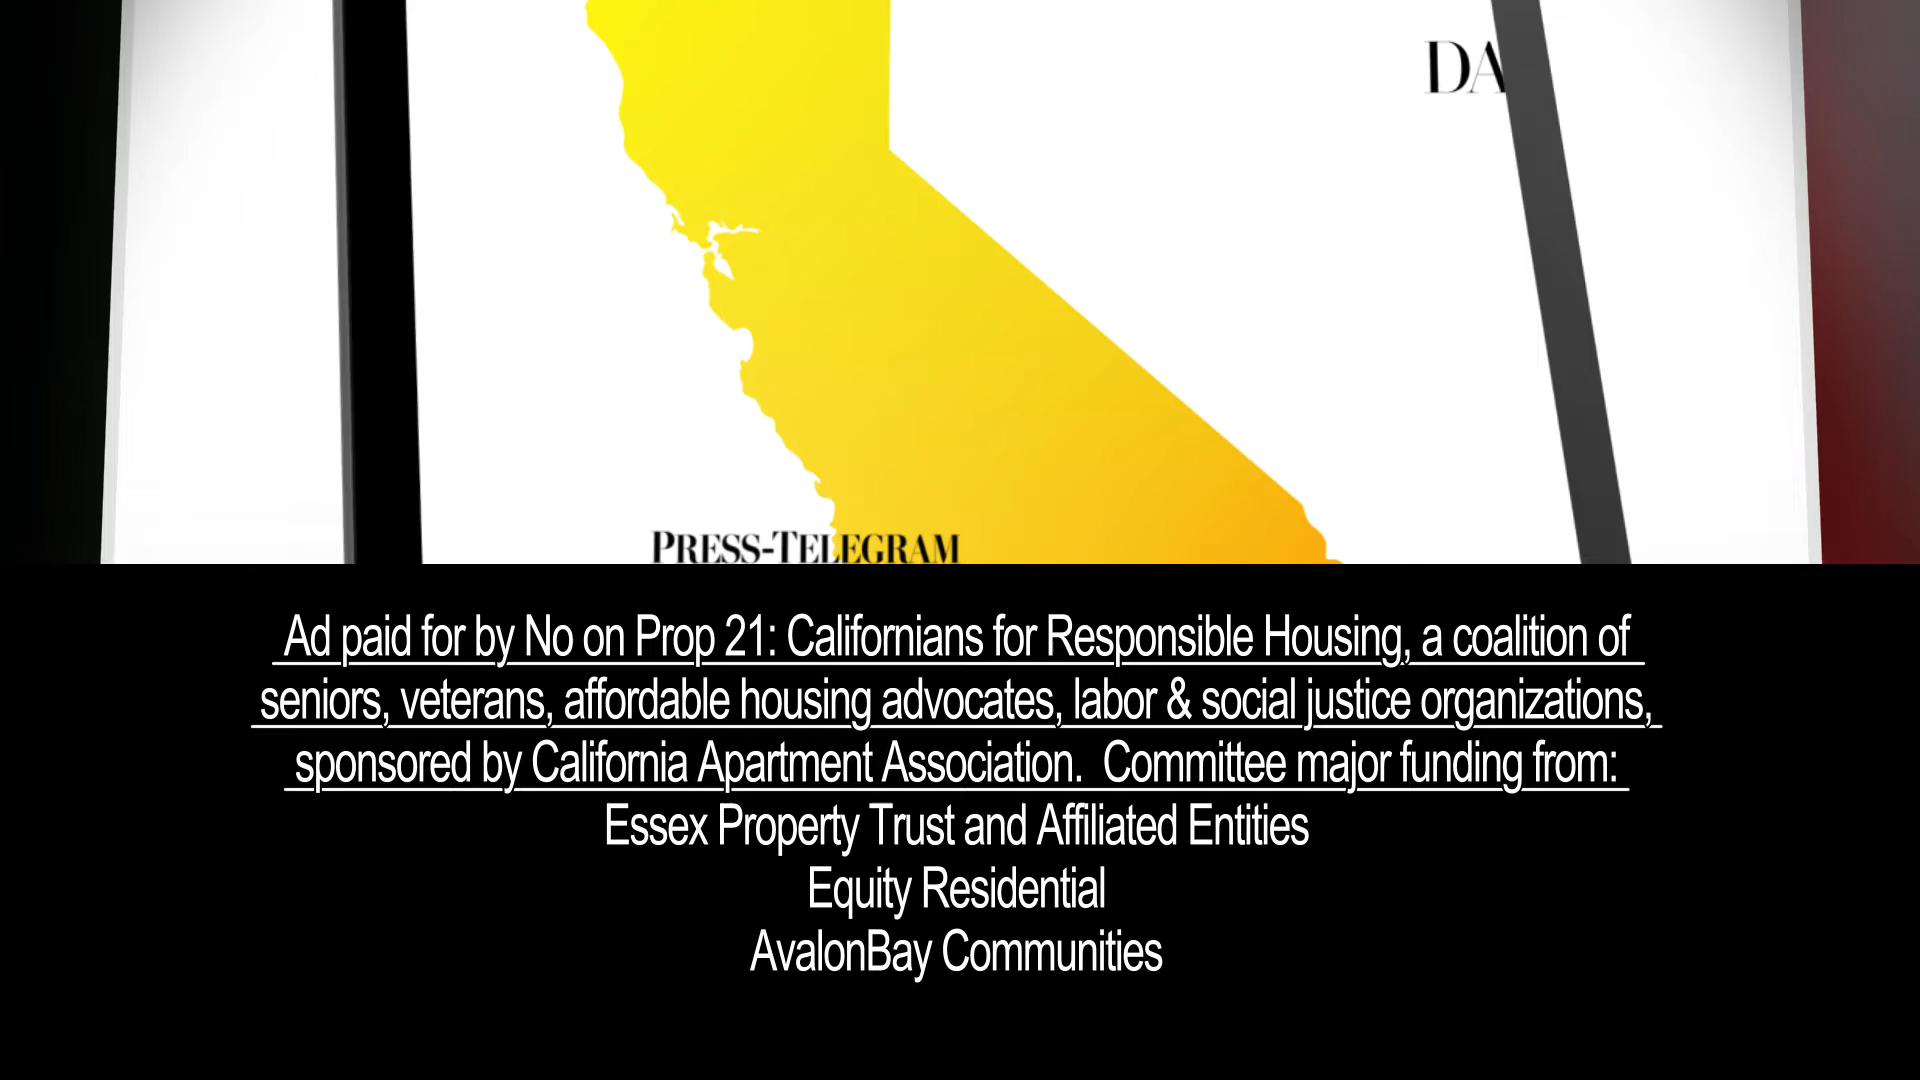 DA
PRESS-TELEGRAM
Ad paid for by No on Prop 21: Californians for Responsible Housing, a coalition of
seniors, veterans, affordable housing advocates, labor & social justice organizations,
sponsored by California Apartment Association.  Committee major funding from:
Essex Property Trust and Affiliated Entities
Equity Residential
AvalonBay Communities